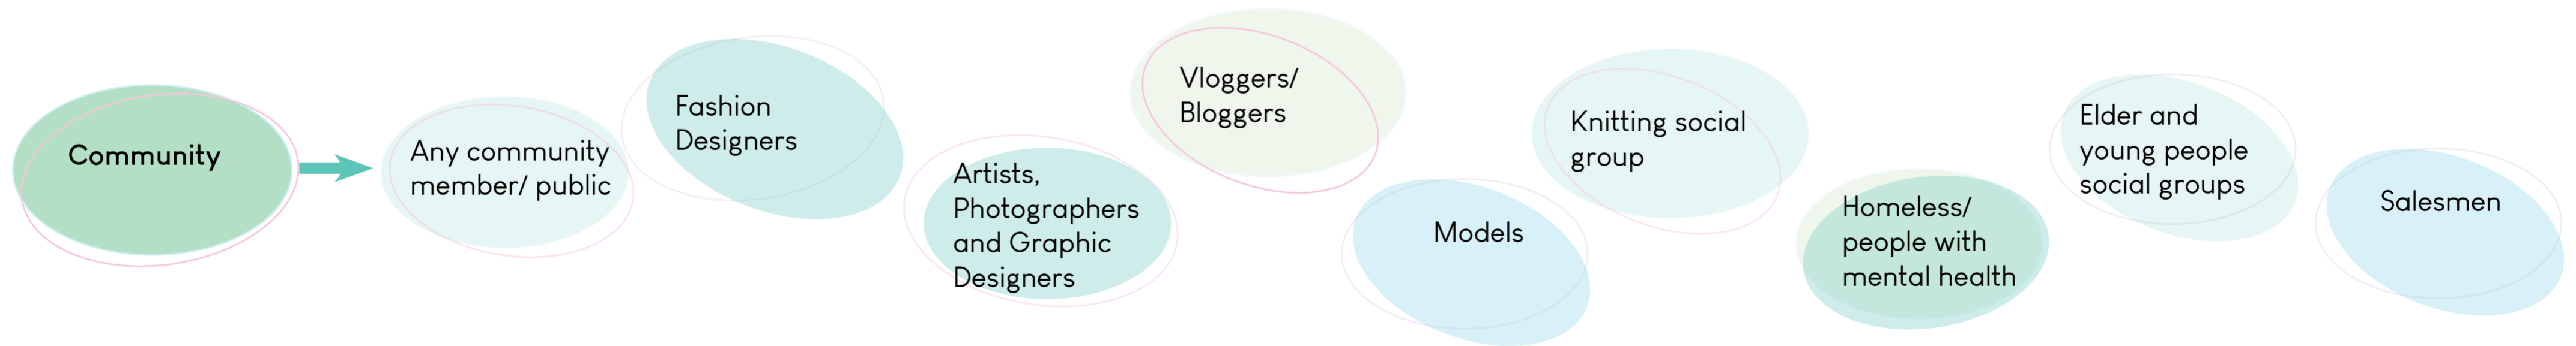 Community
Any community
member/ public
Fashion
Designers
Artists,
Photographers
and Graphic
Designers
Vloggers/
Bloggers
Models
Knitting social
group
Homeless/
people with
mental health
Elder and
young people
social groups
Salesmen